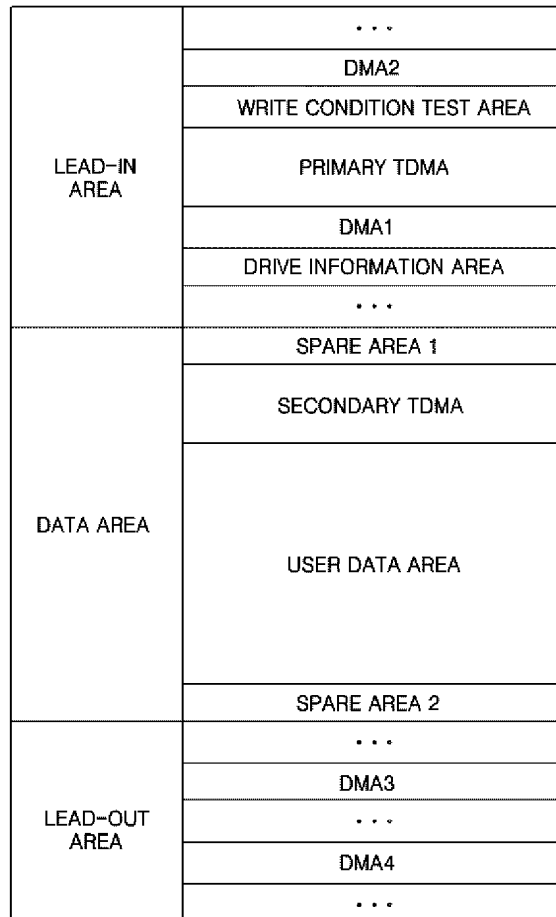 LEAD-IN
AREA
. . .
DMA2
WRITE CONDITION TEST AREA
PRIMARY TDMA
DMA1
DRIVE INFORMATION AREA
. . .
DATA AREA
SPARE AREA 1
SECONDARY TDMA
USER DATA AREA
SPARE AREA 2
LEAD-OUT
AREA
. . .
DMA3
. . .
DMA4
. . .